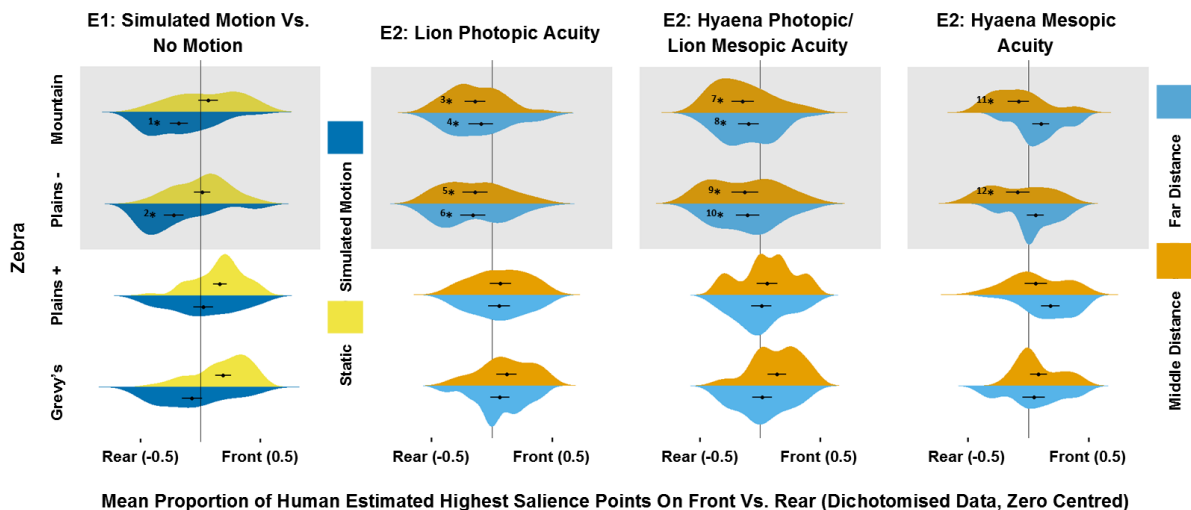 E1: Simulated Motion Vs.
No Motion
E2: Lion Photopic Acuity
E2: Hyaena Photopic/
Lion Mesopic Acuity
E2: Hyaena Mesopic
Acuity
Zebra
Mountain
Plains -
Plains +
Grevy's
1*
2*
3*
4*
5*
6*
7*
8*
9*
10*
11*
12*
Simulated Motion
Static
Far Distance
Middle Distance
Rear (-0.5)
Front (0.5)
Rear (-0.5)
Front (0.5)
Rear (-0.5)
Front (0.5)
Rear (-0.5)
Front (0.5)
Mean Proportion of Human Estimated Highest Salience Points On Front Vs. Rear (Dichotomised Data, Zero Centred)